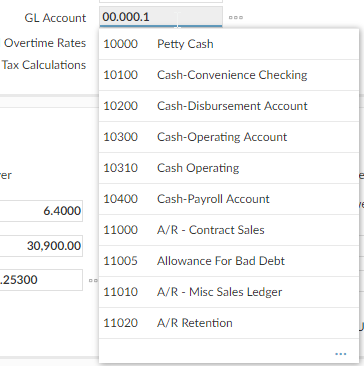 GL Account 00.000.1
Overtime Rates
Tax Calculations
10000 Petty Cash
10100 Cash-Convenience Checking
10200 Cash-Disbursement Account
10300 Cash-Operating Account
10310 Cash Operating
10400 Cash-Payroll Account
11000 A/R - Contract Sales
11005 Allowance For Bad Debt
11010 A/R - Misc Sales Ledger
11020 A/R Retention
6.4000
30,900.00
.25300